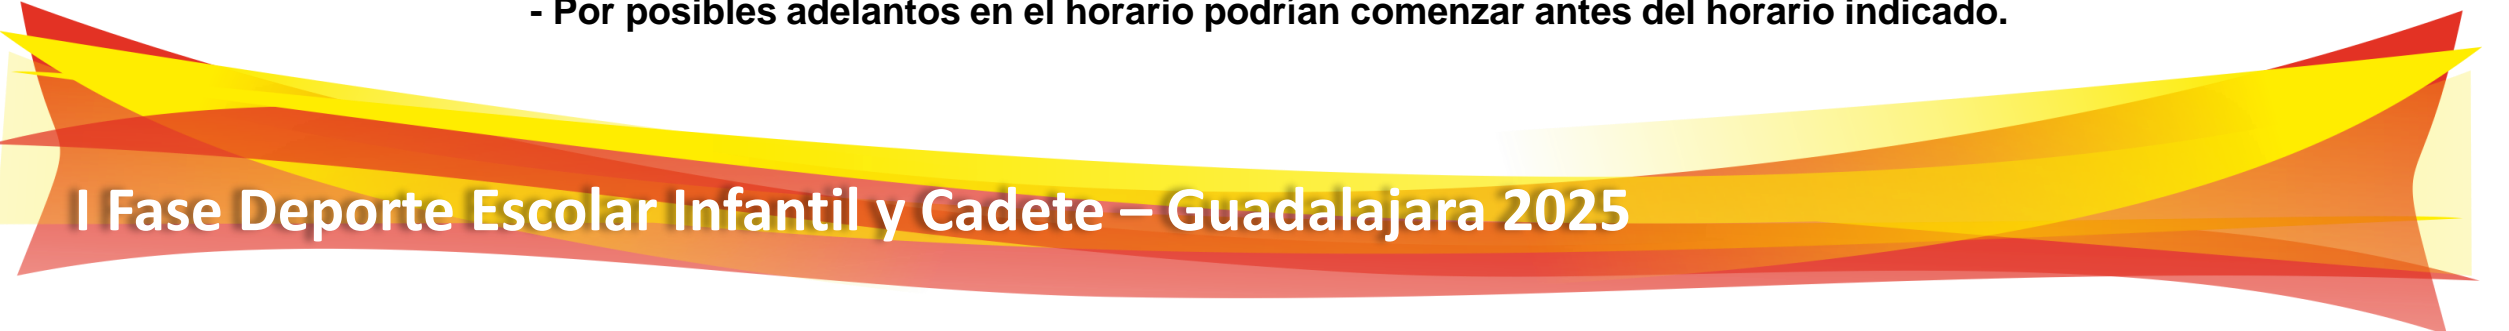 - Por posibles adelantos en el horario podrían comenzar antes del horario indicado.
I Fase Deporte Escolar Infantil y Cadete – Guadalajara 2025